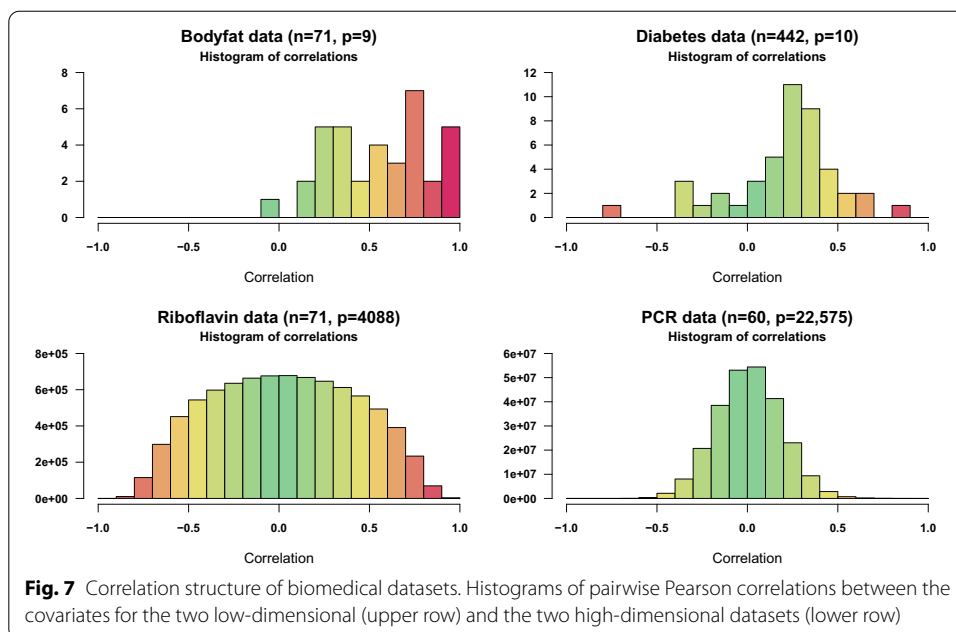 Bodyfat data (n=71, p=9)
Histogram of correlations
8
6
4
2
0
−1.0 −0.5 0.0 0.5 1.0
Correlation
Diabetes data (n=442, p=10)
Histogram of correlations
12
10
8
6
4
2
0
−1.0 −0.5 0.0 0.5 1.0
Correlation
Riboflavin data (n=71, p=4088)
Histogram of correlations
8e+05
6e+05
4e+05
2e+05
0e+00
−1.0 −0.5 0.0 0.5 1.0
Correlation
PCR data (n=60, p=22,575)
Histogram of correlations
6e+07
5e+07
4e+07
3e+07
2e+07
1e+07
0e+00
−1.0 −0.5 0.0 0.5 1.0
Correlation
Fig. 7 Correlation structure of biomedical datasets. Histograms of pairwise Pearson correlations between the
covariates for the two low-dimensional (upper row) and the two high-dimensional datasets (lower row)